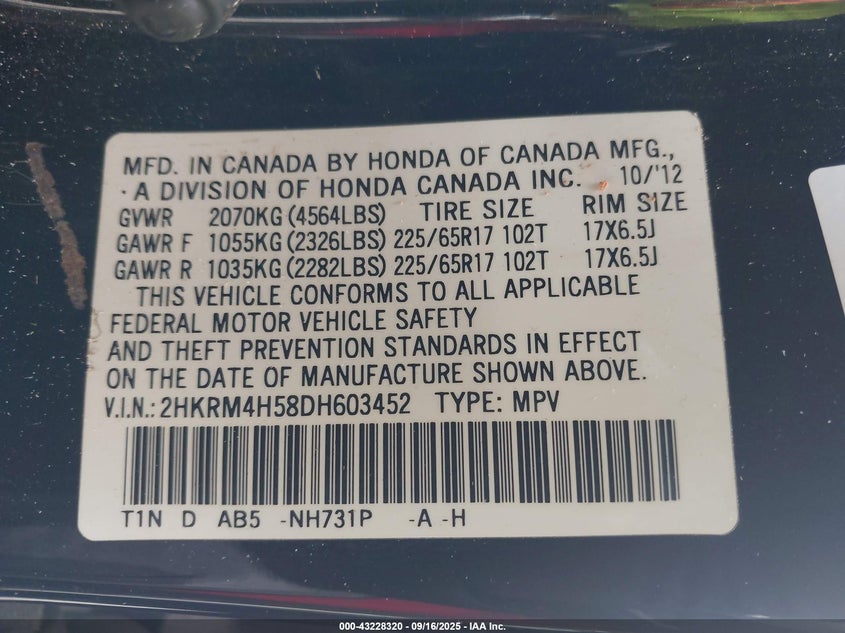 MFD. IN CANADA BY HONDA OF CANADA MFG.,
A DIVISION OF HONDA CANADA INC. 10/'12
GVWR 2070KG (4564LBS) TIRE SIZE RIM SIZE
GAWR F 1055KG (2326LBS) 225/65R17 102T 17X6.5J
GAWR R 1035KG (2282LBS) 225/65R17 102T 17X6.5J
THIS VEHICLE CONFORMS TO ALL APPLICABLE
FEDERAL MOTOR VEHICLE SAFETY
AND THEFT PREVENTION STANDARDS IN EFFECT
ON THE DATE OF MANUFACTURE SHOWN ABOVE.
V.I.N.: 2HKRM4H58DH603452 TYPE: MPV
T1N D AB5 -NH731P -A -H
000-43228320 - 09/16/2025 - IAA Inc.